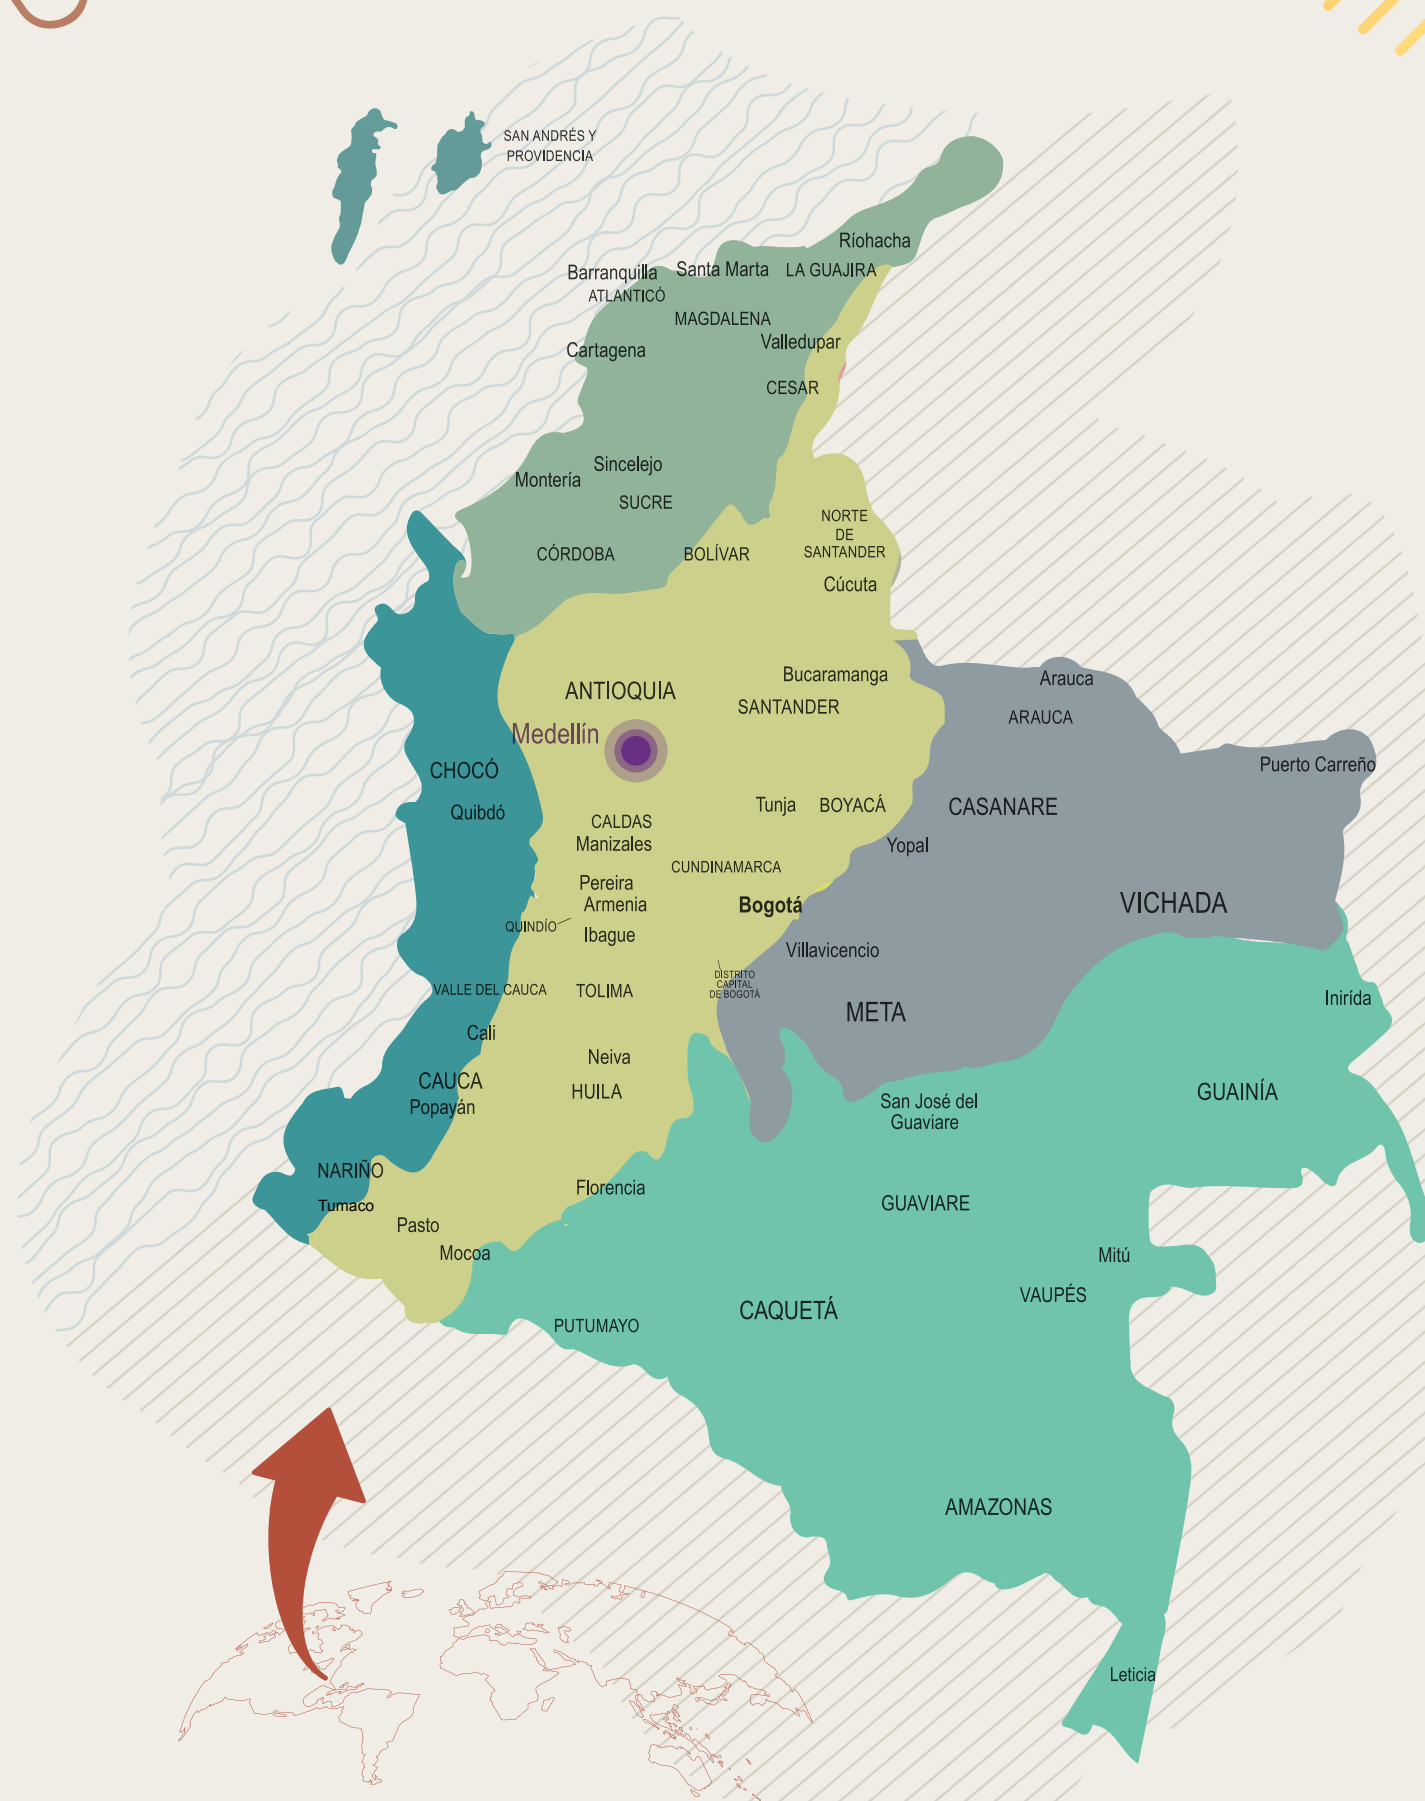 SAN ANDRÉS Y
PROVIDENCIA
Ríohacha
Barranquilla
Santa Marta
LA GUAJIRA
ATLANTICÓ
MAGDALENA
Valledupar
Cartagena
CESAR
Sincelejo
Montería
SUCRE
NORTE
DE
SANTANDER
CÓRDOBA
BOLÍVAR
Cúcuta
Bucaramanga
Arauca
ANTIOQUIA
SANTANDER
ARAUCA
Medellín
CHOCÓ
Puerto Carreño
Quibdó
Tunja
BOYACÁ
CASANARE
CALDAS
Manizales
Yopal
CUNDINAMARCA
Pereira
Armenia
Bogotá
VICHADA
QUINDÍO
Ibague
Villavicencio
DISTRITO
CAPITAL
DE BOGOTÁ
VALLE DEL CAUCA
TOLIMA
Inirída
META
Cali
Neiva
CAUCA
HUILA
GUAINÍA
Popayán
San José del
Guaviare
NARIÑO
Florencia
Tumaco
GUAVIARE
Pasto
Mocoa
Mitú
VAUPÉS
CAQUETÁ
PUTUMAYO
AMAZONAS
Leticia